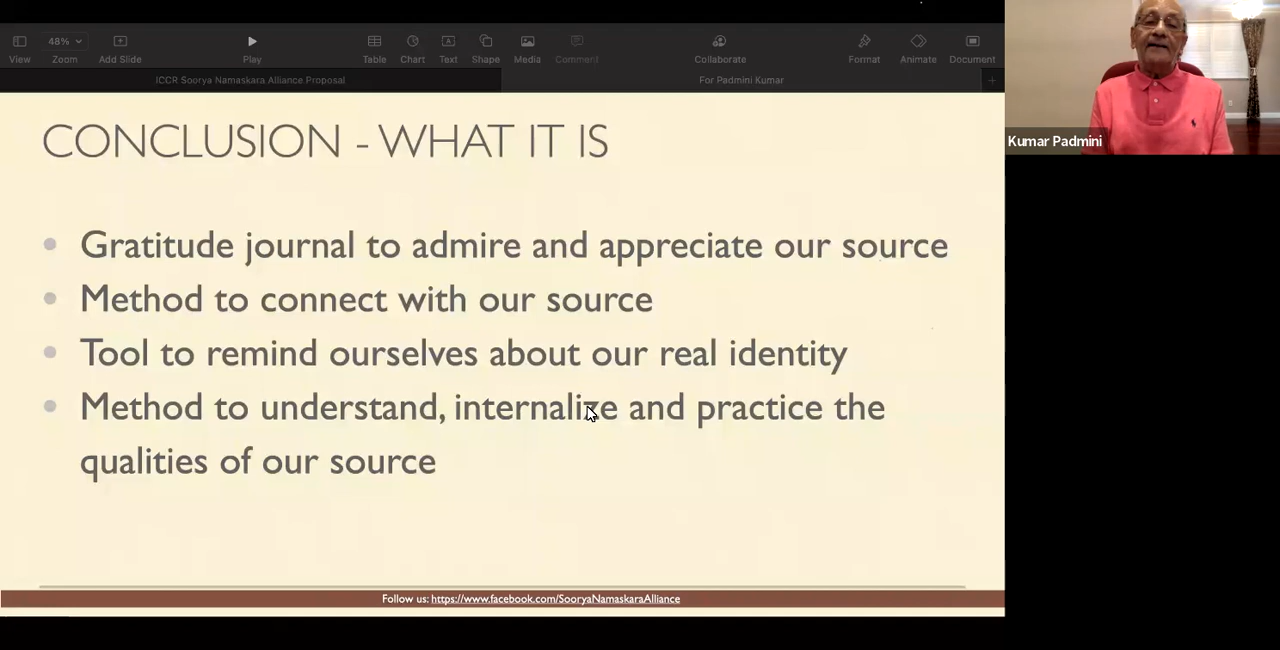 48%
View
Zoom
Add Slide
Play
Table
Chart
Text
Shape
Media
Comment
Collaborate
Format
Animate
Document
ICCR Soorya Namaskara Alliance Proposal
For Padmini Kumar
Kumar Padmini
CONCLUSION - WHAT IT IS
• Gratitude journal to admire and appreciate our source
• Method to connect with our source
• Tool to remind ourselves about our real identity
• Method to understand, internalize and practice the
qualities of our source
Follow us: https://www.facebook.com/SooryaNamaskaraAlliance